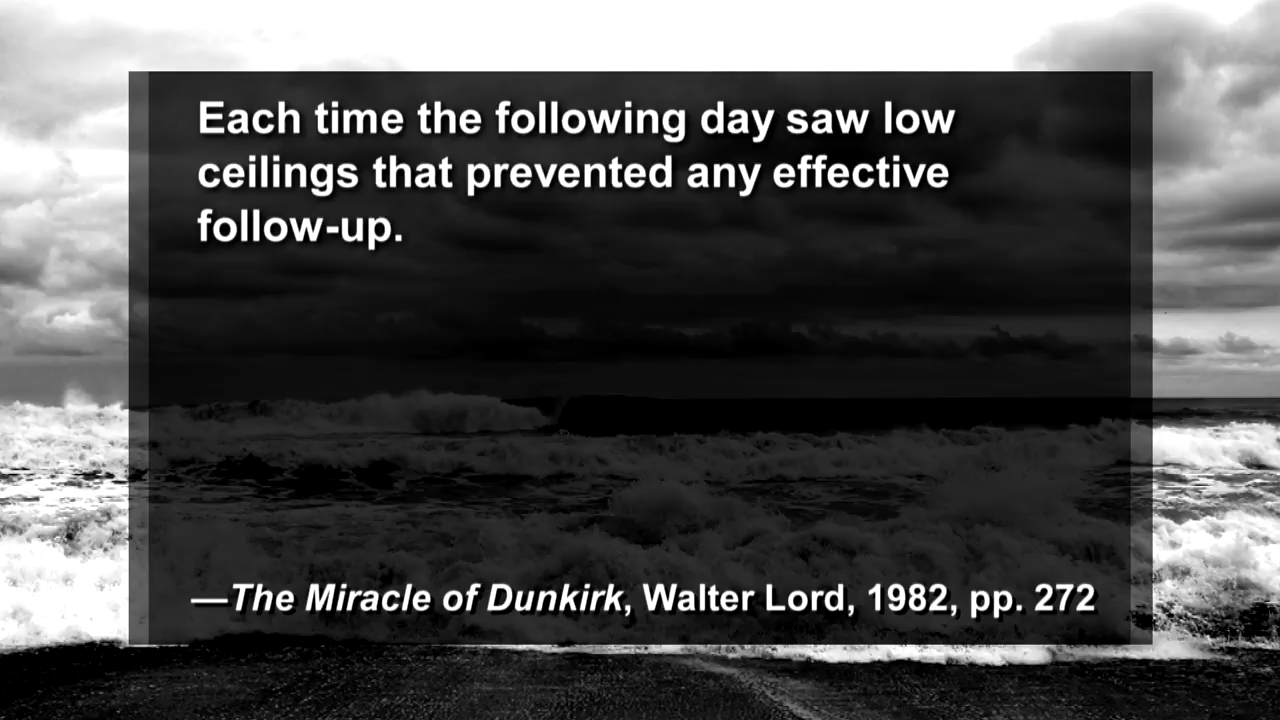 Each time the following day saw low
ceilings that prevented any effective
follow-up.
—The Miracle of Dunkirk, Walter Lord, 1982, pp. 272